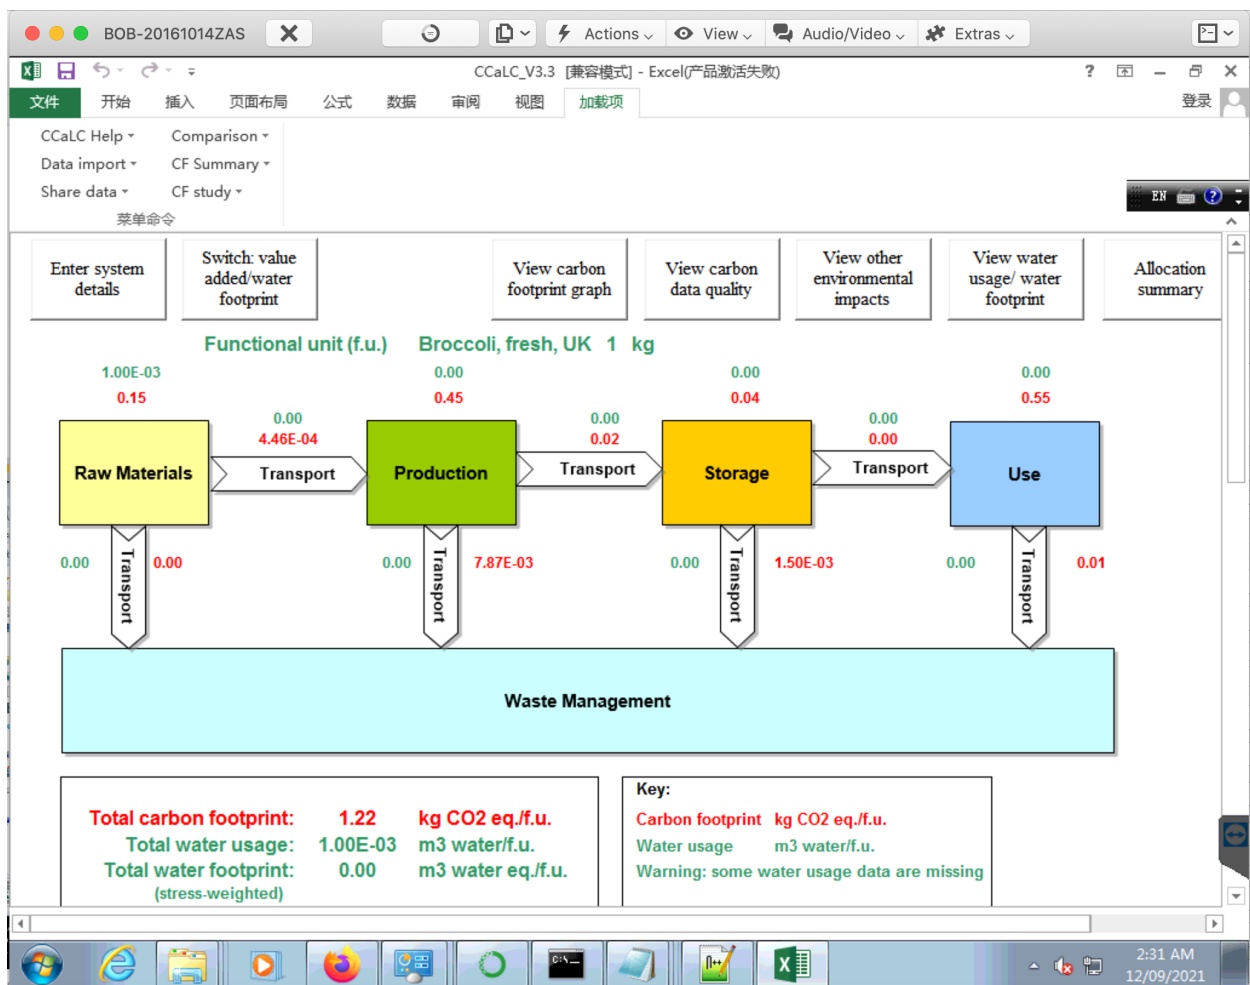 BOB-20161014ZAS
Actions
View
Audio/Video
Extras
CCaLC_V3.3 [兼容模式] - Excel(产品激活失败)
文件 开始 插入 页面布局 公式 数据 审阅 视图 加载项 登录
CCaLC Help Comparison
Data import CF Summary
Share data CF study
菜单命令
EN
Enter system
details
Switch: value
added/water
footprint
View carbon
footprint graph
View carbon
data quality
View other
environmental
impacts
View water
usage/ water
footprint
Allocation
summary
Functional unit (f.u.) Broccoli, fresh, UK 1 kg
1.00E-03 0.00 0.00 0.00
0.15 0.45 0.04 0.55
0.00 0.00 0.00
4.46E-04 0.02 0.00
Raw Materials Transport Production Transport Storage Transport Use
0.00 Transport 0.00
0.00 Transport 7.87E-03
0.00 Transport 1.50E-03
0.00 Transport 0.01
Waste Management
Total carbon footprint: 1.22 kg CO2 eq./f.u.
Total water usage: 1.00E-03 m3 water/f.u.
Total water footprint: 0.00 m3 water eq./f.u.
(stress-weighted)
Key:
Carbon footprint kg CO2 eq./f.u.
Water usage m3 water/f.u.
Warning: some water usage data are missing
C:\
2:31 AM
12/09/2021